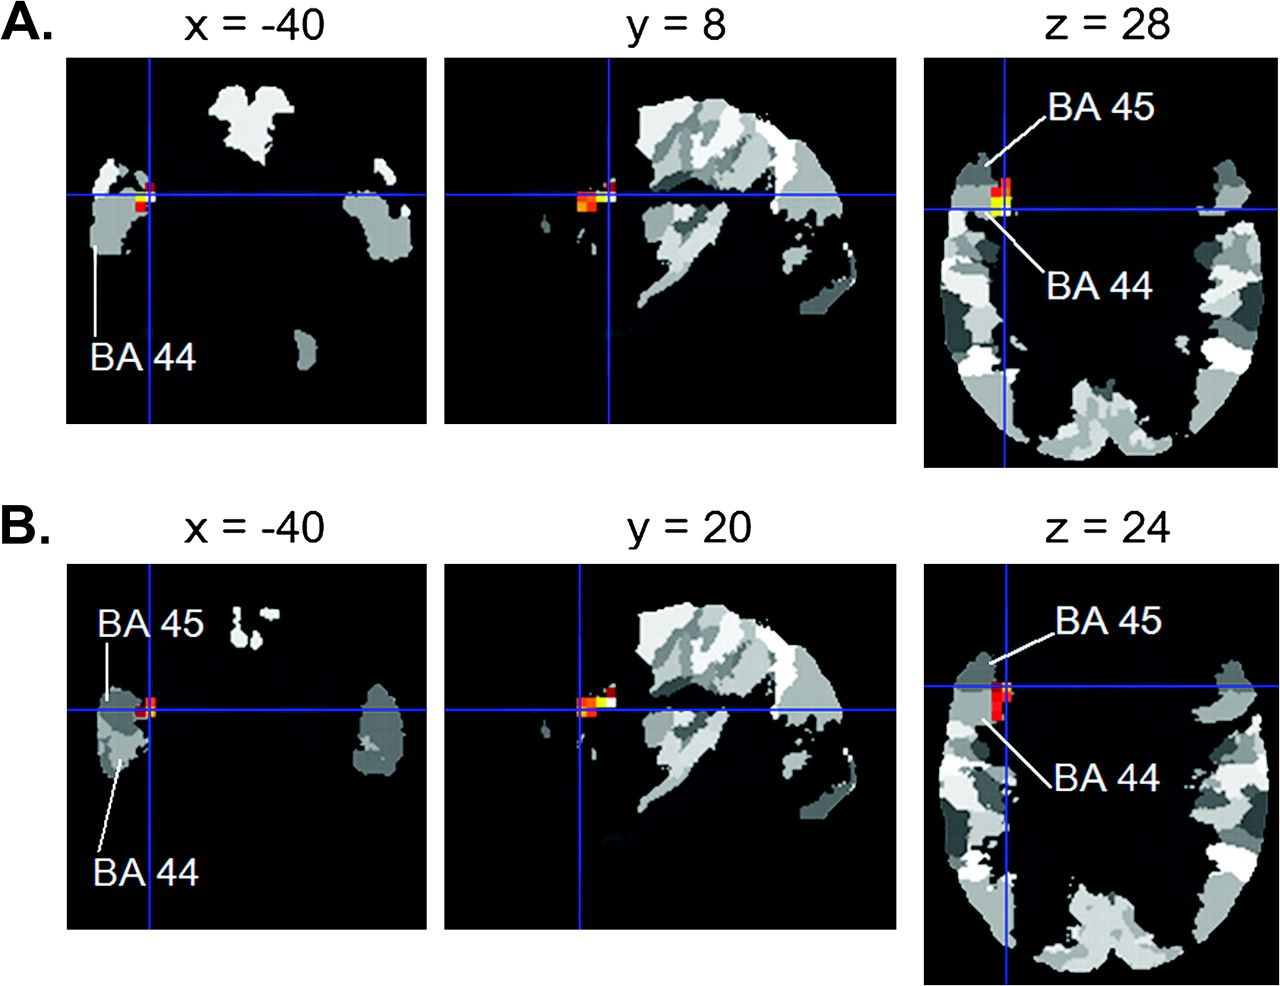 A.
x = -40
y = 8
z = 28
BA 45
BA 44
BA 44
B.
x = -40
y = 20
z = 24
BA 45
BA 45
BA 44
BA 44